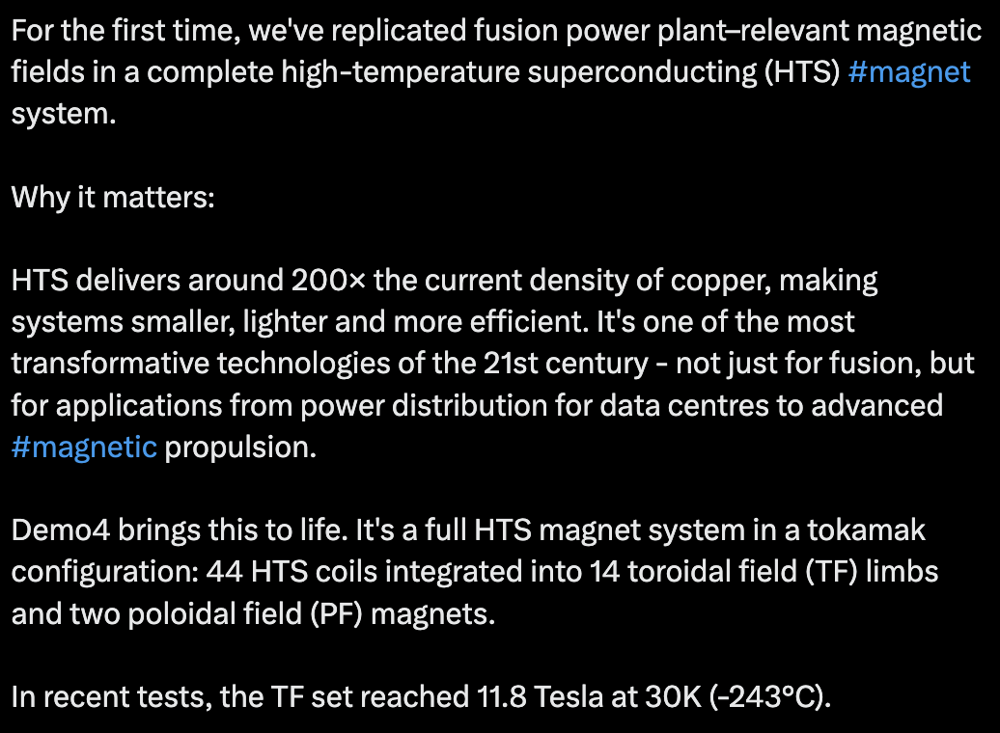 For the first time, we've replicated fusion power plant–relevant magnetic
fields in a complete high-temperature superconducting (HTS) #magnet
system.
Why it matters:
HTS delivers around 200× the current density of copper, making
systems smaller, lighter and more efficient. It's one of the most
transformative technologies of the 21st century - not just for fusion, but
for applications from power distribution for data centres to advanced
#magnetic propulsion.
Demo4 brings this to life. It's a full HTS magnet system in a tokamak
configuration: 44 HTS coils integrated into 14 toroidal field (TF) limbs
and two poloidal field (PF) magnets.
In recent tests, the TF set reached 11.8 Tesla at 30K (-243°C).